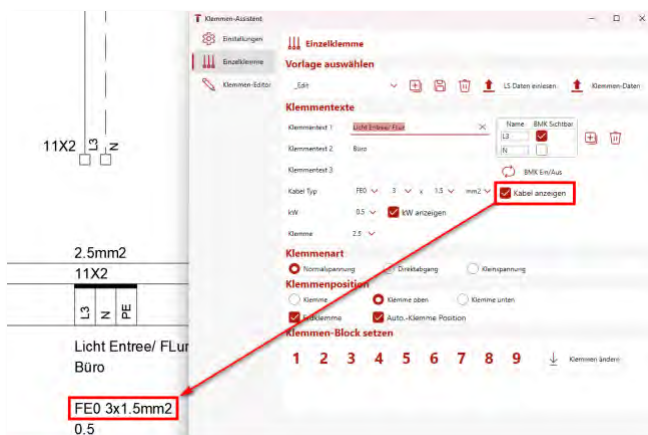 Klemmen-Assistent
Einstellungen
Einzelklemme
Klemmen-Editor
Einzelklemme
Vorlage auswählen
_Edit
LS Daten einlesen
Klemmen-Daten
Klemmentexte
Klemmentext 1
Licht Entree/ FLur
Klemmentext 2
Büro
Klemmentext 3
Name
BMK Sichtbar
L3
N
BMK Ein/Aus
Kabel Typ
FE0
3
x
1.5
mm2
Kabel anzeigen
kW
0.5
kW anzeigen
Klemme
2.5
Klemmenart
Normalspannung
Direktabgang
Kleinspannung
Klemmenposition
Klemme
Klemme oben
Klemme unten
Auto.-Klemme Position
Klemmen-Block setzen
1 2 3 4 5 6 7 8 9
Klemmen ändern
11X2
L3
N
2.5mm2
11X2
L3
N
PE
Licht Entree/ FLur
Büro
FE0 3x1.5mm2
0.5